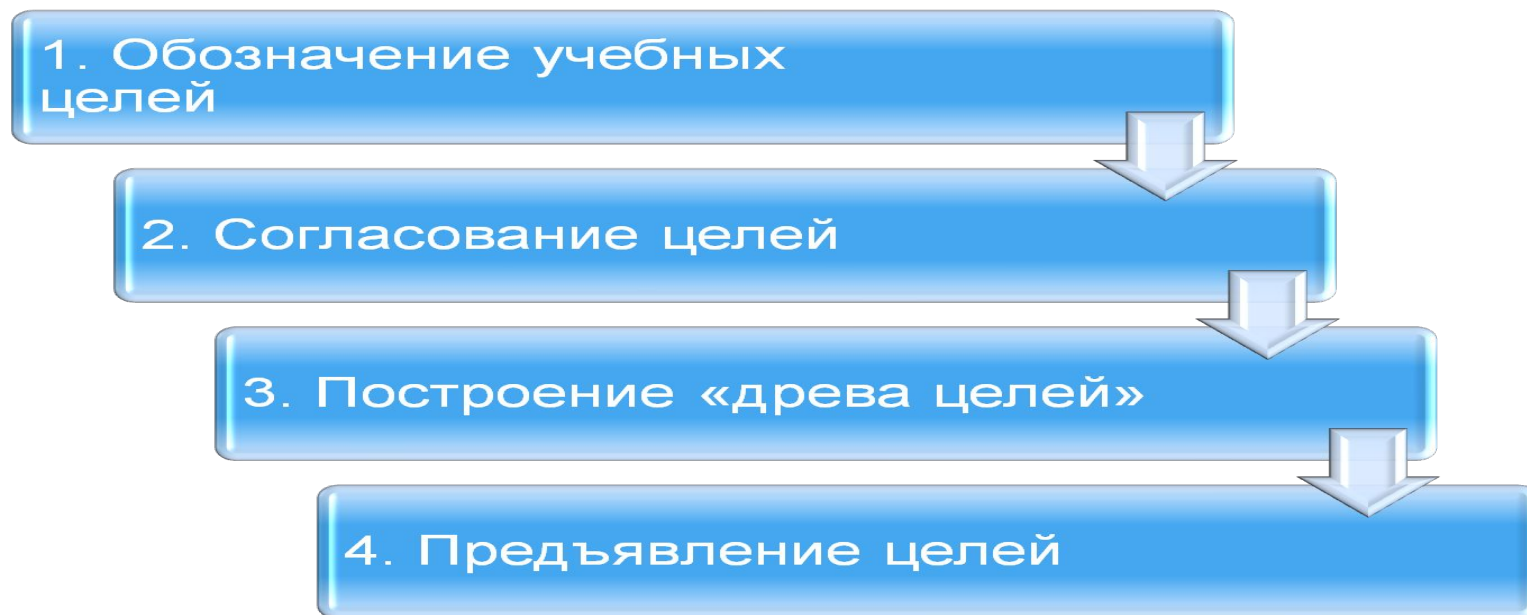 1. Обозначение учебных
целей
2. Согласование целей
3. Построение «древа целей»
4. Предъявление целей